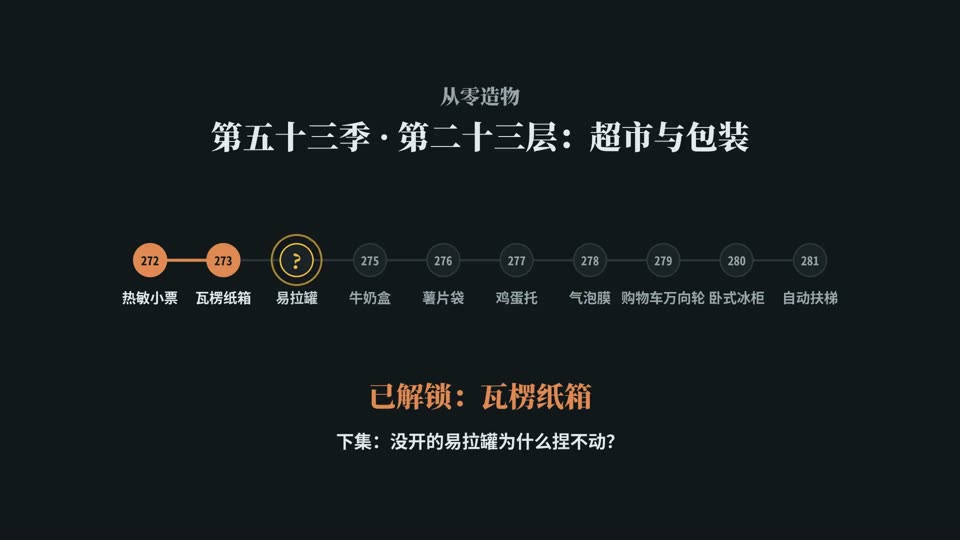 从零造物
第五十三季 · 第二十三层：超市与包装
272 273 ? 275 276 277 278 279 280 281
热敏小票 瓦楞纸箱 易拉罐 牛奶盒 薯片袋 鸡蛋托 气泡膜 购物车万向轮 卧式冰柜 自动扶梯
已解锁：瓦楞纸箱
下集：没开的易拉罐为什么捏不动？